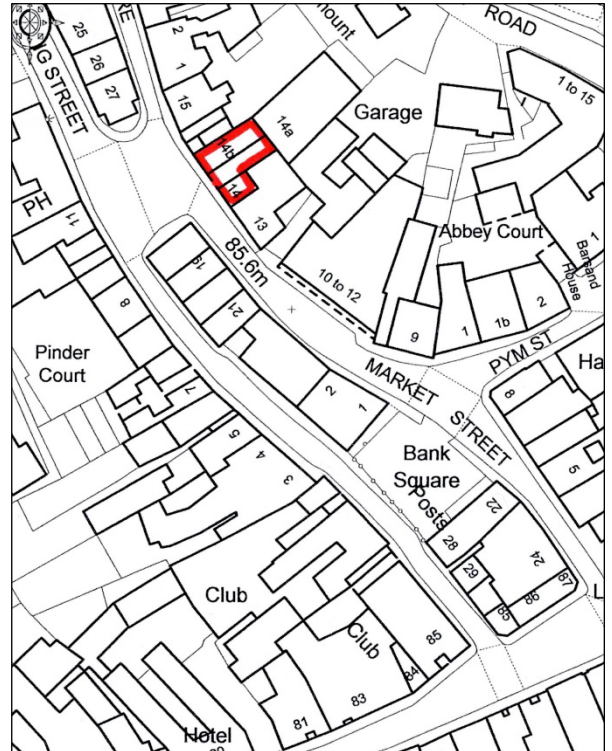 25
26
27
2
1
15
14b
14
13
14a
ROAD
Garage
1 to 15
PH
11
8
85.6m
19
21
10 to 12
Abbey Court
Barsand
House
1
9
1
1b
2
PYM ST
Pinder
Court
7
MARKET
STREET
2
1
8
5
Bank
Square
5
4
3
Posts
22
28
24
29
87
85
86
Club
Club
85
84
81
83
Hotel